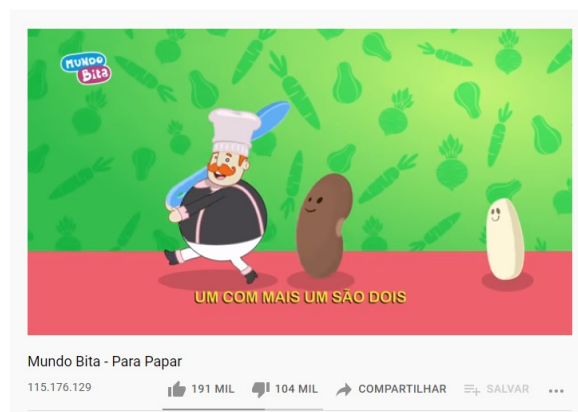 MUNDO
Bita
UM COM MAIS UM SÃO DOIS
Mundo Bita - Para Papar
115.176.129 191 MIL 104 MIL COMPARTILHAR SALVAR